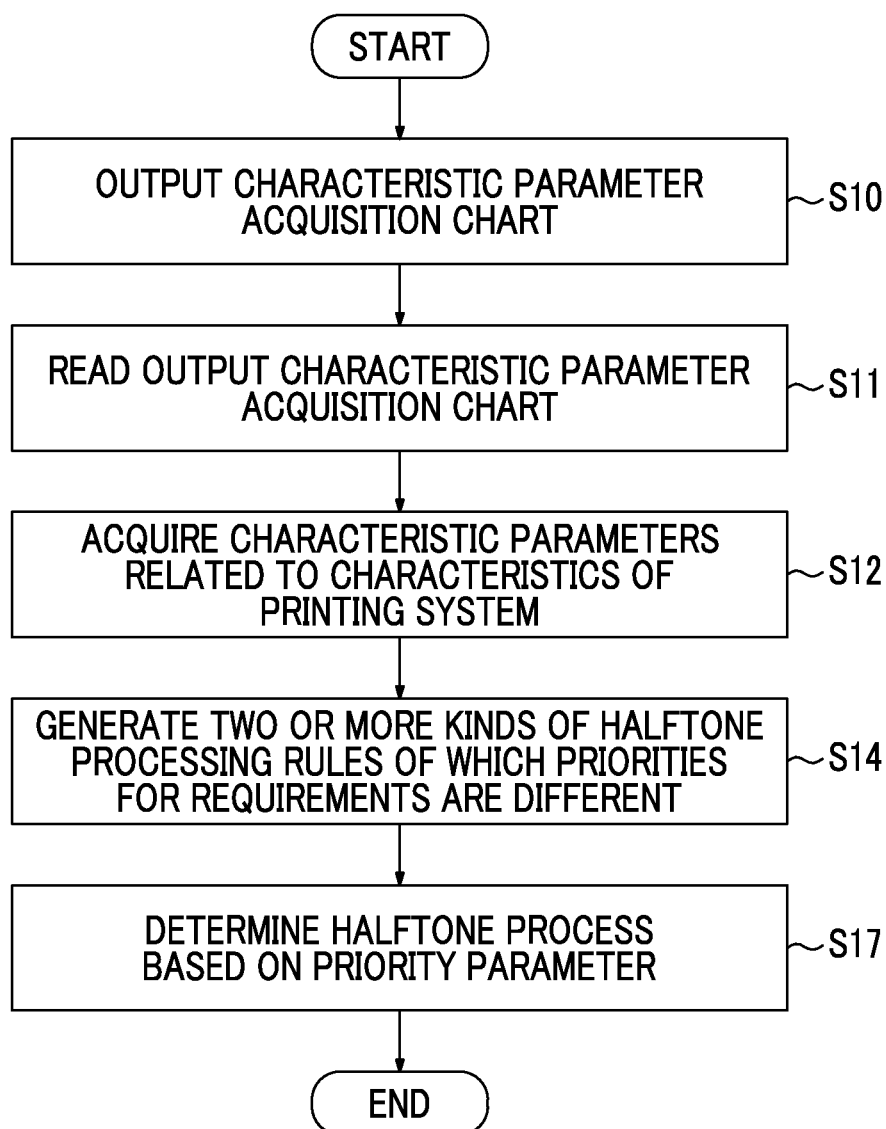 START
OUTPUT CHARACTERISTIC PARAMETER
ACQUISITION CHART
S10
READ OUTPUT CHARACTERISTIC PARAMETER
ACQUISITION CHART
S11
ACQUIRE CHARACTERISTIC PARAMETERS
RELATED TO CHARACTERISTICS OF
PRINTING SYSTEM
S12
GENERATE TWO OR MORE KINDS OF HALFTONE
PROCESSING RULES OF WHICH PRIORITIES
FOR REQUIREMENTS ARE DIFFERENT
S14
DETERMINE HALFTONE PROCESS
BASED ON PRIORITY PARAMETER
S17
END